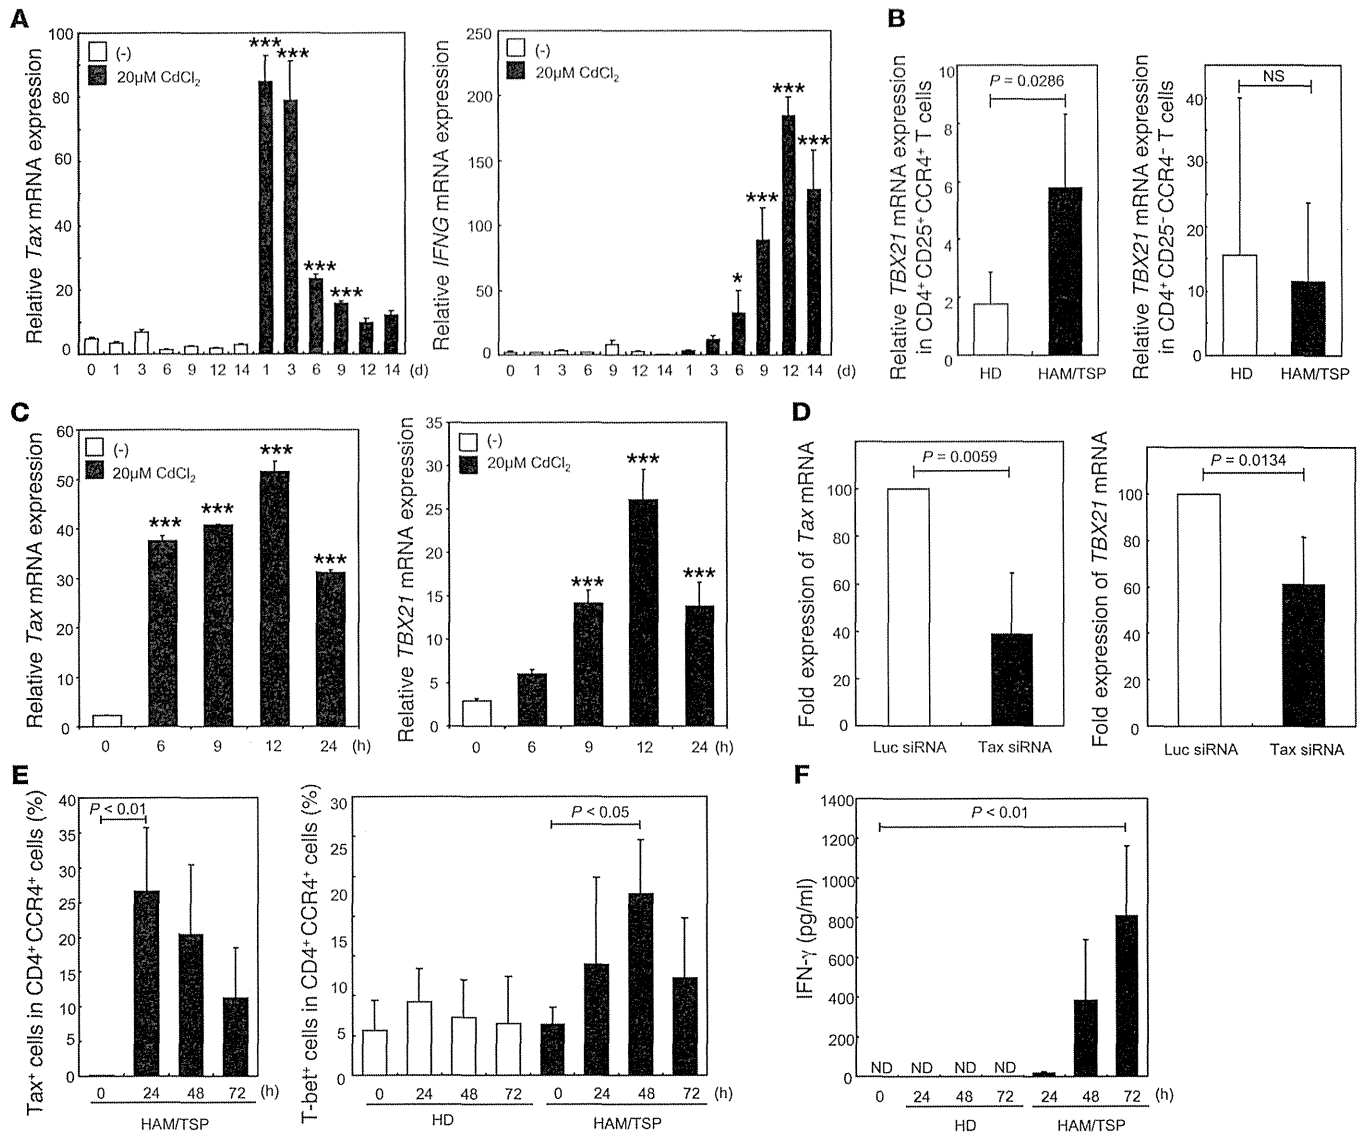 A
Relative Tax mRNA expression
100
80
60
40
20
0
(-)
20μM CdCl2
*** ***
***
***
0 1 3 6 9 12 14 1 3 6 9 12 14 (d)
Relative IFNG mRNA expression
250
200
150
100
50
0
(-)
20μM CdCl2
*
***
***
***
0 1 3 6 9 12 14 1 3 6 9 12 14 (d)
B
Relative TBX21 mRNA expression
in CD4+ CD25+ CCR4+ T cells
10
8
6
4
2
0
P = 0.0286
HD HAM/TSP
Relative TBX21 mRNA expression
in CD4+ CD25- CCR4- T cells
40
30
20
10
0
NS
HD HAM/TSP
C
Relative Tax mRNA expression
60
50
40
30
20
10
0
(-)
20μM CdCl2
***
***
***
***
0 6 9 12 24 (h)
Relative TBX21 mRNA expression
35
30
25
20
15
10
5
0
(-)
20μM CdCl2
***
***
***
0 6 9 12 24 (h)
D
Fold expression of Tax mRNA
100
80
60
40
20
0
P = 0.0059
Luc siRNA Tax siRNA
Fold expression of TBX21 mRNA
100
80
60
40
20
0
P = 0.0134
Luc siRNA Tax siRNA
E
Tax+ cells in CD4+ CCR4+ cells (%)
40
35
30
25
20
15
10
5
0
P < 0.01
0 24 48 72 (h)
HAM/TSP
T-bet+ cells in CD4+ CCR4+ cells (%)
30
25
20
15
10
5
0
P < 0.05
0 24 48 72 0 24 48 72 (h)
HD HAM/TSP
F
IFN-γ (pg/ml)
1400
1200
1000
800
600
400
200
0
P < 0.01
ND ND ND ND
0 24 48 72 24 48 72 (h)
HD HAM/TSP